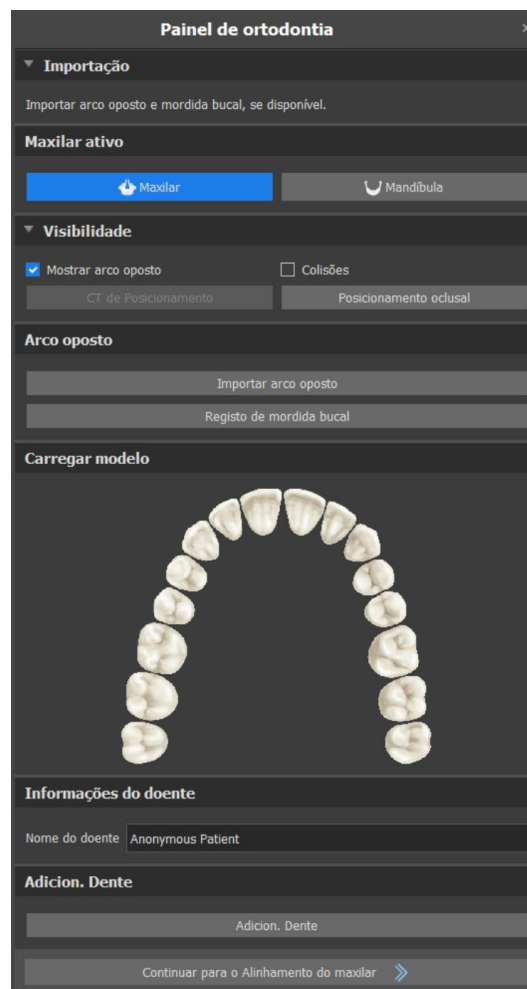 Painel de ortodontia
Importação
Importar arco oposto e mordida bucal, se disponível.
Maxilar ativo
Maxilar
Mandíbula
Visibilidade
Mostrar arco oposto
Colisões
CT de Posicionamento
Posicionamento oclusal
Arco oposto
Importar arco oposto
Registo de mordida bucal
Carregar modelo
Informações do doente
Nome do doente Anonymous Patient
Adicion. Dente
Adicion. Dente
Continuar para o Alinhamento do maxilar